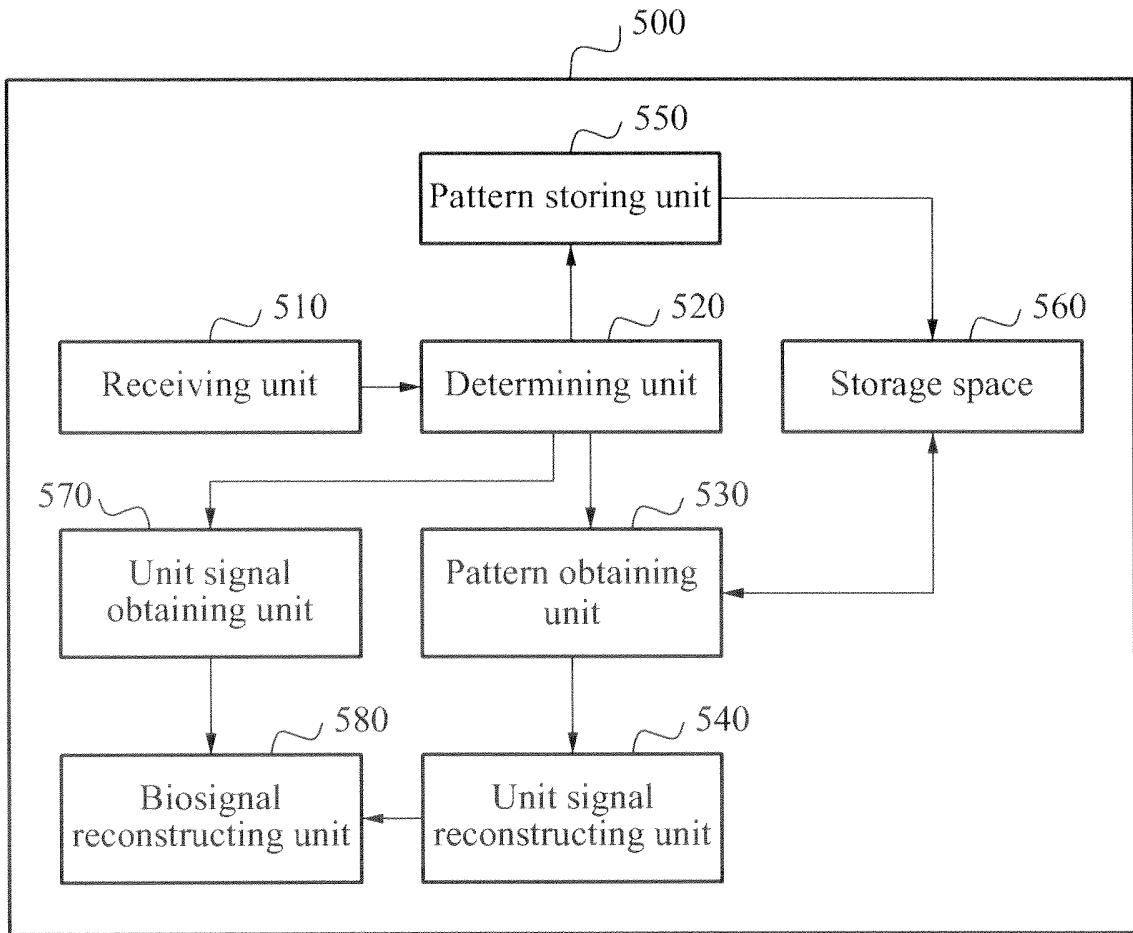 500
550
Pattern storing unit
510
520
560
Receiving unit
Determining unit
Storage space
570
530
Unit signal
obtaining unit
Pattern obtaining
unit
580
540
Biosignal
reconstructing unit
Unit signal
reconstructing unit